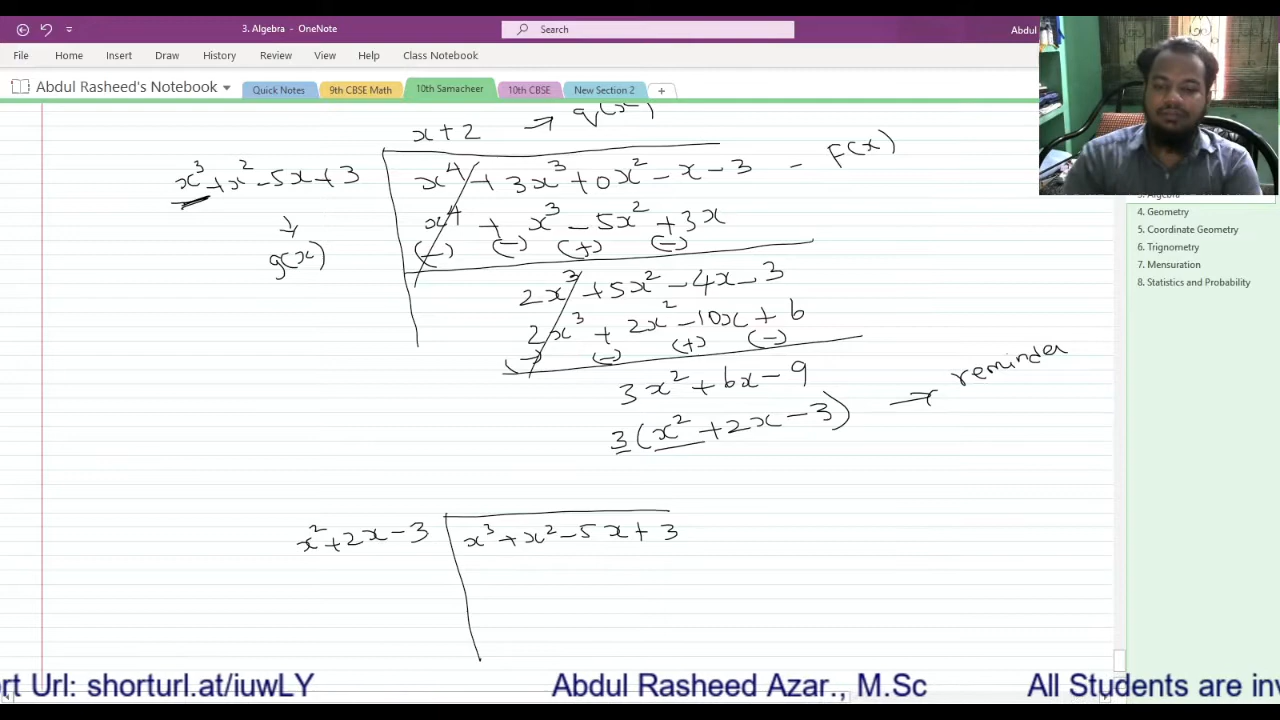 3. Algebra - OneNote
Search
Abdul
File Home Insert Draw History Review View Help Class Notebook
Abdul Rasheed's Notebook
Quick Notes 9th CBSE Math 10th Samacheer 10th CBSE New Section 2 +
3. Algebra
4. Geometry
5. Coordinate Geometry
6. Trignometry
7. Mensuration
8. Statistics and Probability
x+2 → q(x)
x³+x²-5x+3
x⁴+3x³+0x²-x-3 - F(x)
x⁴+x³-5x²+3x
g(x)
(-) (-) (+) (-)
2x³+5x²-4x-3
2x³+2x²-10x+6
(-) (-) (+) (-)
3x²+6x-9
3(x²+2x-3) → reminder
x²+2x-3
x³+x²-5x+3
rt Url: shorturl.at/iuwLY Abdul Rasheed Azar., M.Sc All Students are inv